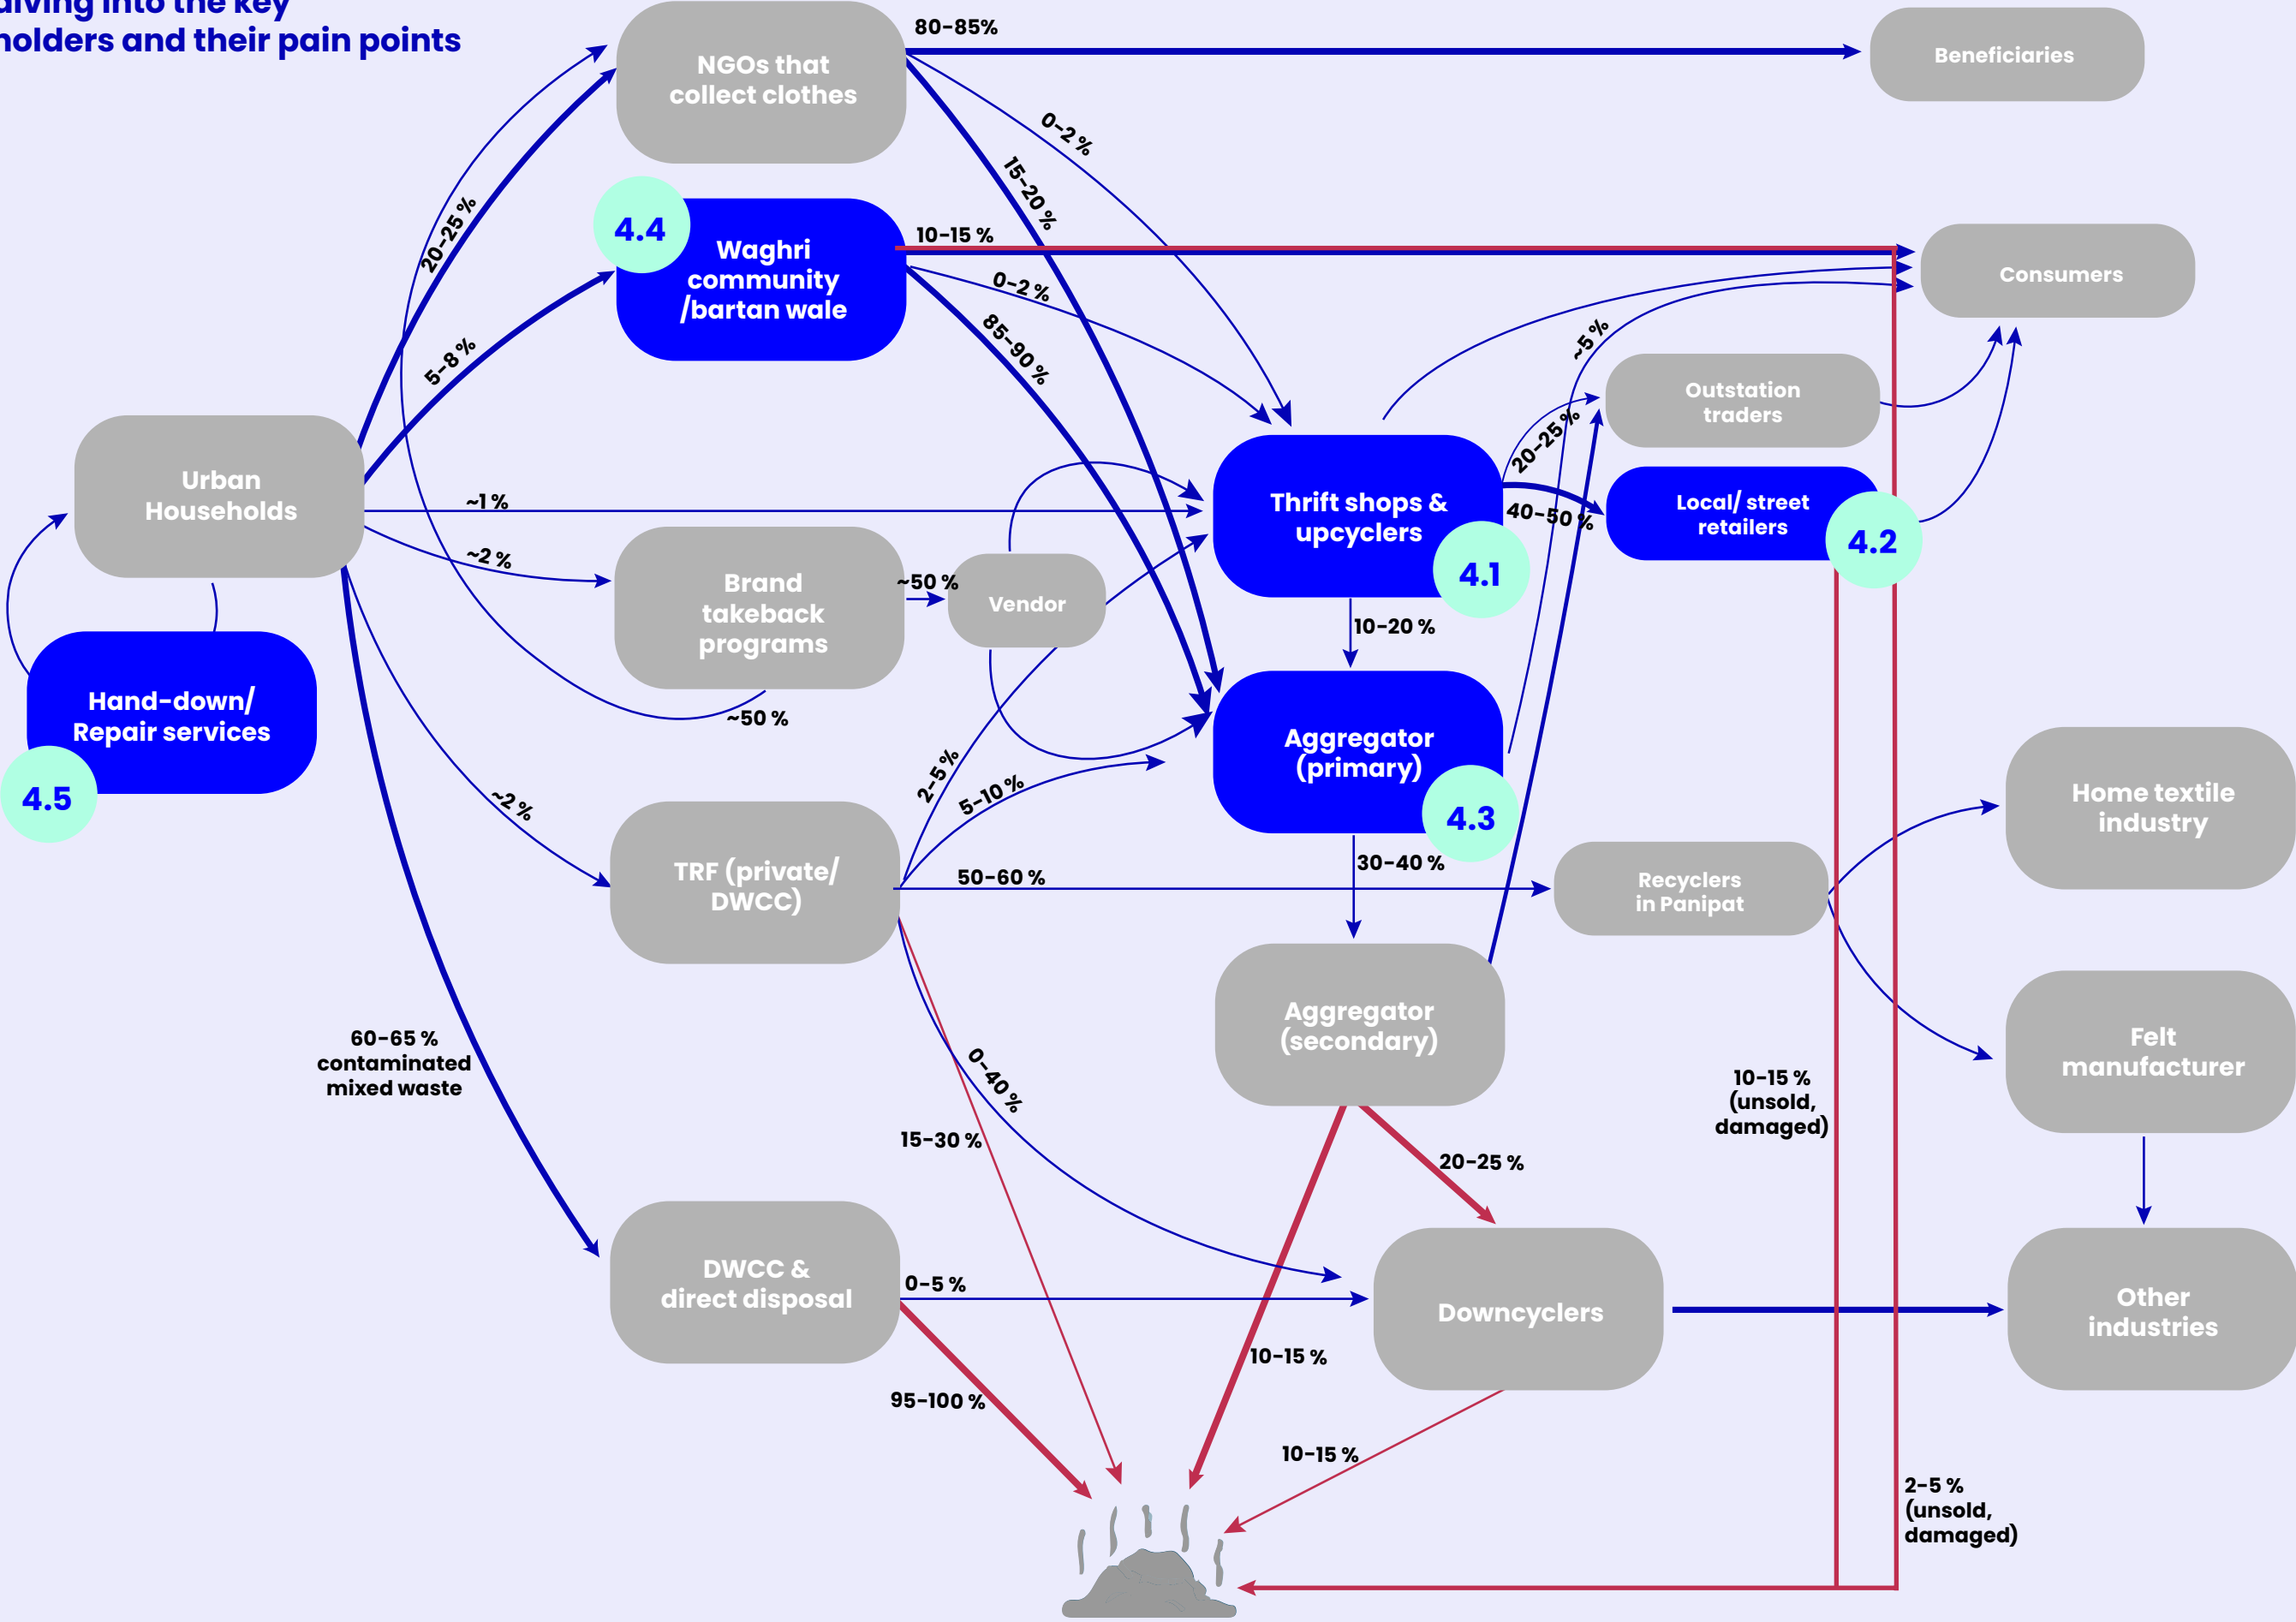 diving into the key
holders and their pain points
80-85%
NGOs that
collect clothes
Beneficiaries
0-2 %
15-20 %
20-25 %
4.4
Waghri
community
/bartan wale
10-15 %
0-2 %
85-90 %
Consumers
5-8 %
~5 %
Outstation
traders
20-25 %
Urban
Households
~1 %
Thrift shops &
upcyclers
4.1
40-50 %
Local/ street
retailers
4.2
~2 %
Brand
takeback
programs
~50 %
Vendor
10-20 %
Hand-down/
Repair services
4.5
~50 %
Aggregator
(primary)
4.3
2-5 %
5-10 %
~2 %
Home textile
industry
TRF (private/
DWCC)
50-60 %
30-40 %
Recyclers
in Panipat
Aggregator
(secondary)
60-65 %
contaminated
mixed waste
0-40 %
15-30 %
Felt
manufacturer
10-15 %
(unsold,
damaged)
20-25 %
DWCC &
direct disposal
0-5 %
Downcyclers
Other
industries
10-15 %
95-100 %
10-15 %
2-5 %
(unsold,
damaged)